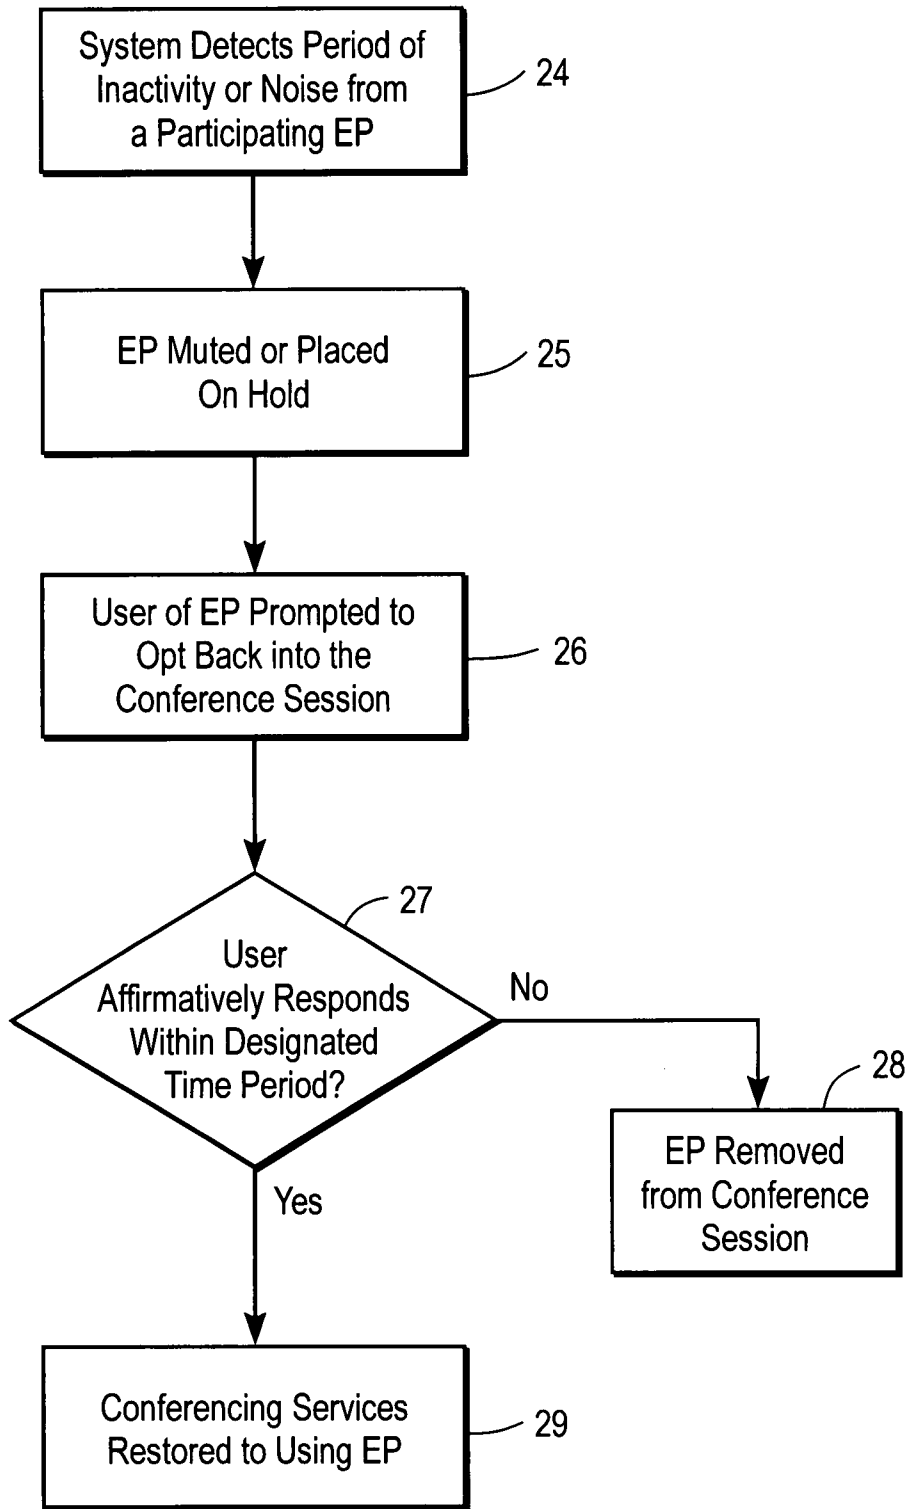 System Detects Period of
Inactivity or Noise from
a Participating EP
24
EP Muted or Placed
On Hold
25
User of EP Prompted to
Opt Back into the
Conference Session
26
27
User
Affirmatively Responds
Within Designated
Time Period?
No
28
EP Removed
from Conference
Session
Yes
Conferencing Services
Restored to Using EP
29